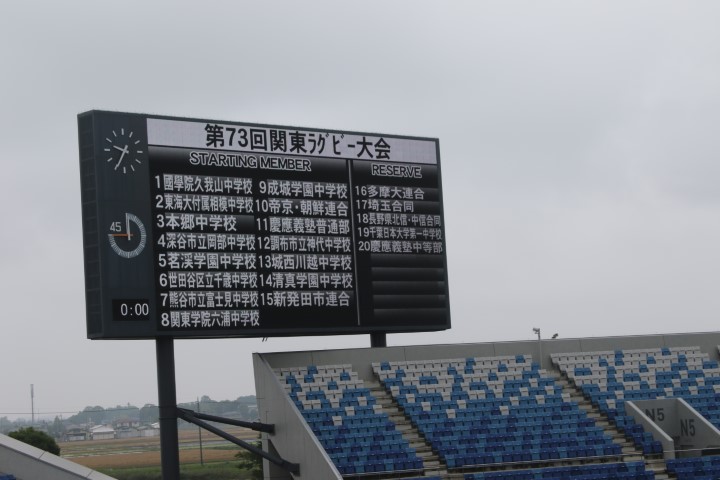 第73回関東ラグビー大会
STARTING MEMBER
1 國學院久我山中学校
2 東海大付属相模中学校
3 本郷中学校
4 深谷市立岡部中学校
5 茗溪学園中学校
6 世田谷区立千歳中学校
7 熊谷市立富士見中学校
8 関東学院六浦中学校
9 成城学園中学校
10 帝京・朝鮮連合
11 慶應義塾普通部
12 調布市立神代中学校
13 城西川越中学校
14 清真学園中学校
15 新発田市連合
RESERVE
16 多摩大連合
17 埼玉合同
18 長野県北信・中信合同
19 千葉日本大学第一中学校
20 慶應義塾中等部
45
0:00
N5
N5